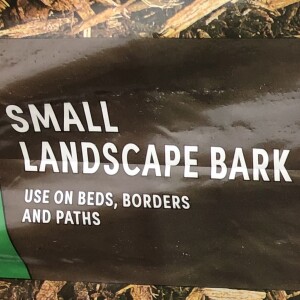 SMALL
LANDSCAPE BARK
USE ON BEDS, BORDERS
AND PATHS